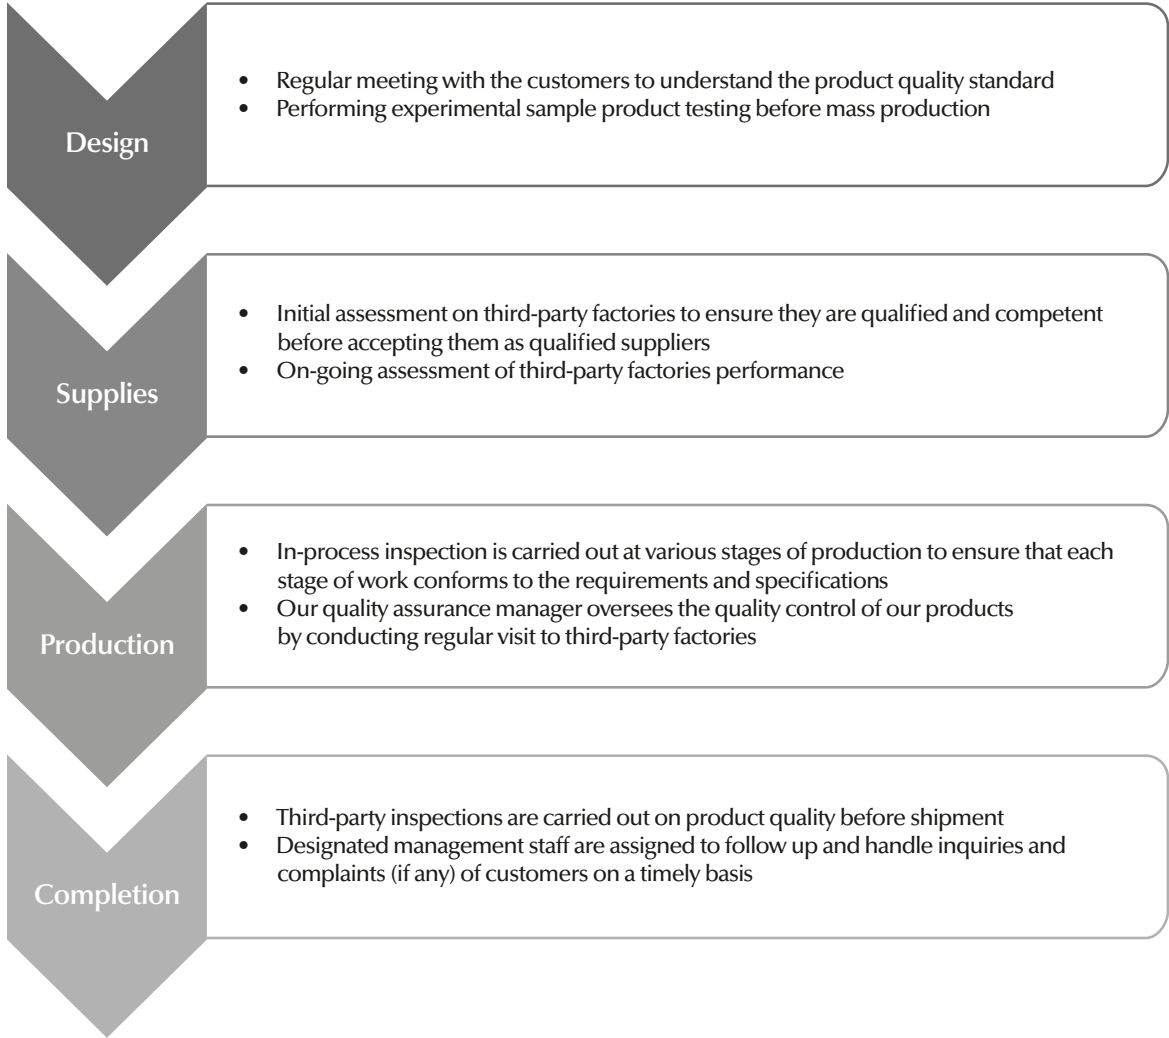 Design
• Regular meeting with the customers to understand the product quality standard
• Performing experimental sample product testing before mass production
Supplies
• Initial assessment on third-party factories to ensure they are qualified and competent
before accepting them as qualified suppliers
• On-going assessment of third-party factories performance
Production
• In-process inspection is carried out at various stages of production to ensure that each
stage of work conforms to the requirements and specifications
• Our quality assurance manager oversees the quality control of our products
by conducting regular visit to third-party factories
Completion
• Third-party inspections are carried out on product quality before shipment
• Designated management staff are assigned to follow up and handle inquiries and
complaints (if any) of customers on a timely basis